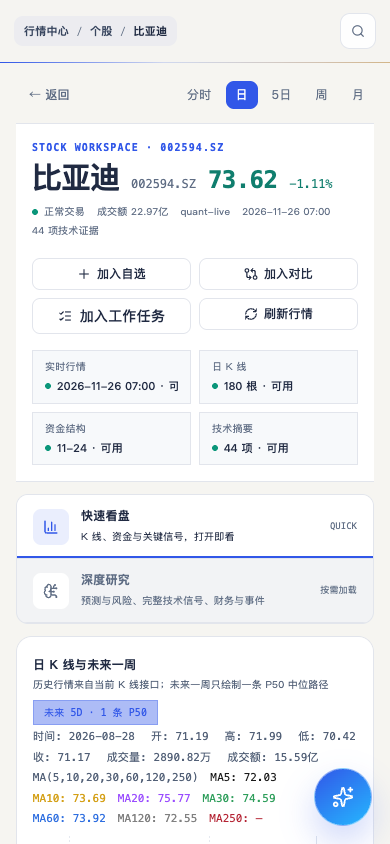 行情中心 / 个股 / 比亚迪
← 返回 分时 日 5日 周 月
STOCK WORKSPACE · 002594.SZ
比亚迪 002594.SZ 73.62 −1.11%
正常交易 成交额 22.97亿 quant-live 2026-11-26 07:00
44 项技术证据
加入自选 加入对比
加入工作任务 刷新行情
实时行情 日 K 线
2026-11-26 07:00 · 可 180 根 · 可用
资金结构 技术摘要
11-24 · 可用 44 项 · 可用
快速看盘
K 线、资金与关键信号，打开即看 QUICK
深度研究
预测与风险、完整技术信号、财务与事件 按需加载
日 K 线与未来一周
历史行情来自当前 K 线接口；未来一周只绘制一条 P50 中位路径
未来 5D · 1 条 P50
时间: 2026-08-28 开: 71.19 高: 71.99 低: 70.42
收: 71.17 成交量: 2890.82万 成交额: 15.59亿
MA(5,10,20,30,60,120,250) MA5: 72.03
MA10: 73.69 MA20: 75.77 MA30: 74.59
MA60: 73.92 MA120: 72.55 MA250: —